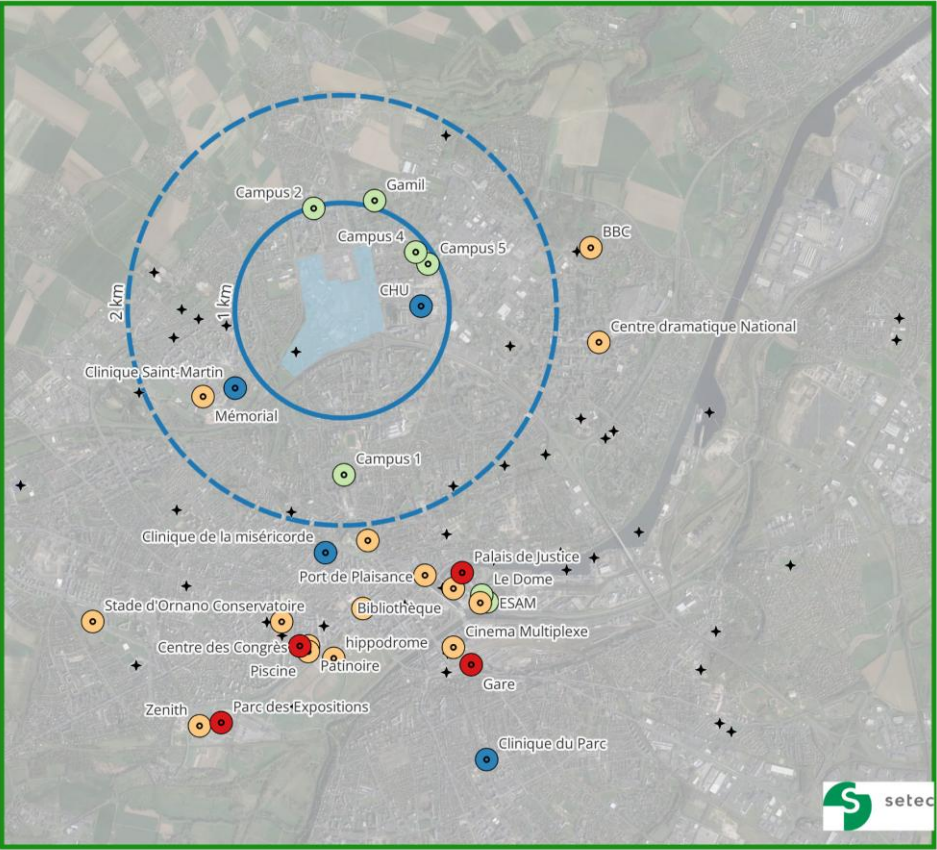 Gamil
Campus 2
BBC
Campus 4
Campus 5
CHU
2 km
1 km
Centre dramatique National
Clinique Saint-Martin
Mémorial
Campus 1
Clinique de la miséricorde
Palais de Justice
Port de Plaisance
Le Dome
Stade d'Ornano
Conservatoire
Bibliothèque
ESAM
Cinema Multiplexe
Centre des Congrès
hippodrome
Piscine
Patinoire
Gare
Zenith
Parc des Expositions
Clinique du Parc
S
setec